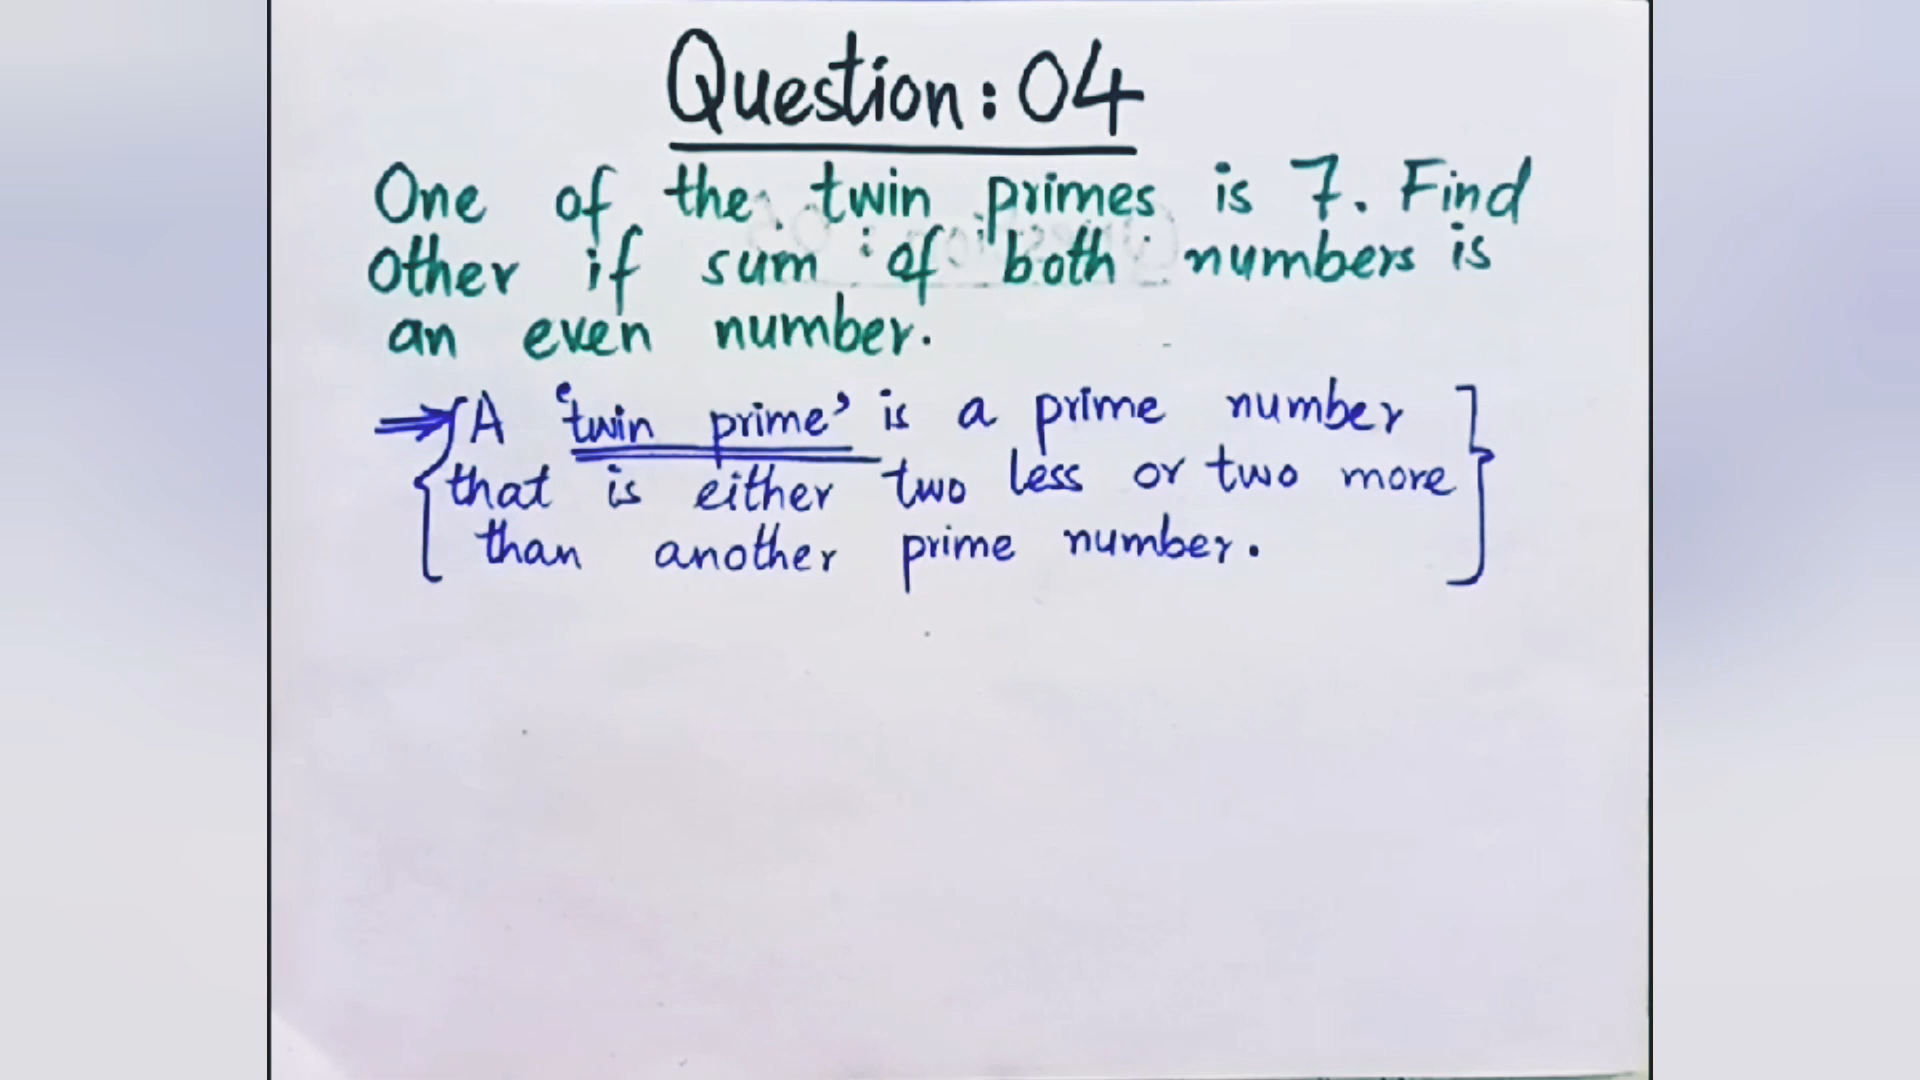 Question: 04
One of the twin primes is 7. Find
other if sum of both numbers is
an even number.
⇒ A 'twin prime' is a prime number
that is either two less or two more
than another prime number.